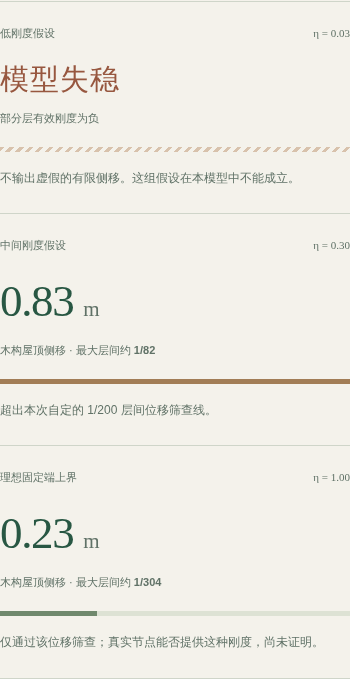 低刚度假设 η = 0.03
模型失稳
部分层有效刚度为负
不输出虚假的有限侧移。这组假设在本模型中不能成立。
中间刚度假设 η = 0.30
0.83 m
木构屋顶侧移 · 最大层间约 1/82
超出本次自定的 1/200 层间位移筛查线。
理想固定端上界 η = 1.00
0.23 m
木构屋顶侧移 · 最大层间约 1/304
仅通过该位移筛查；真实节点能否提供这种刚度，尚未证明。